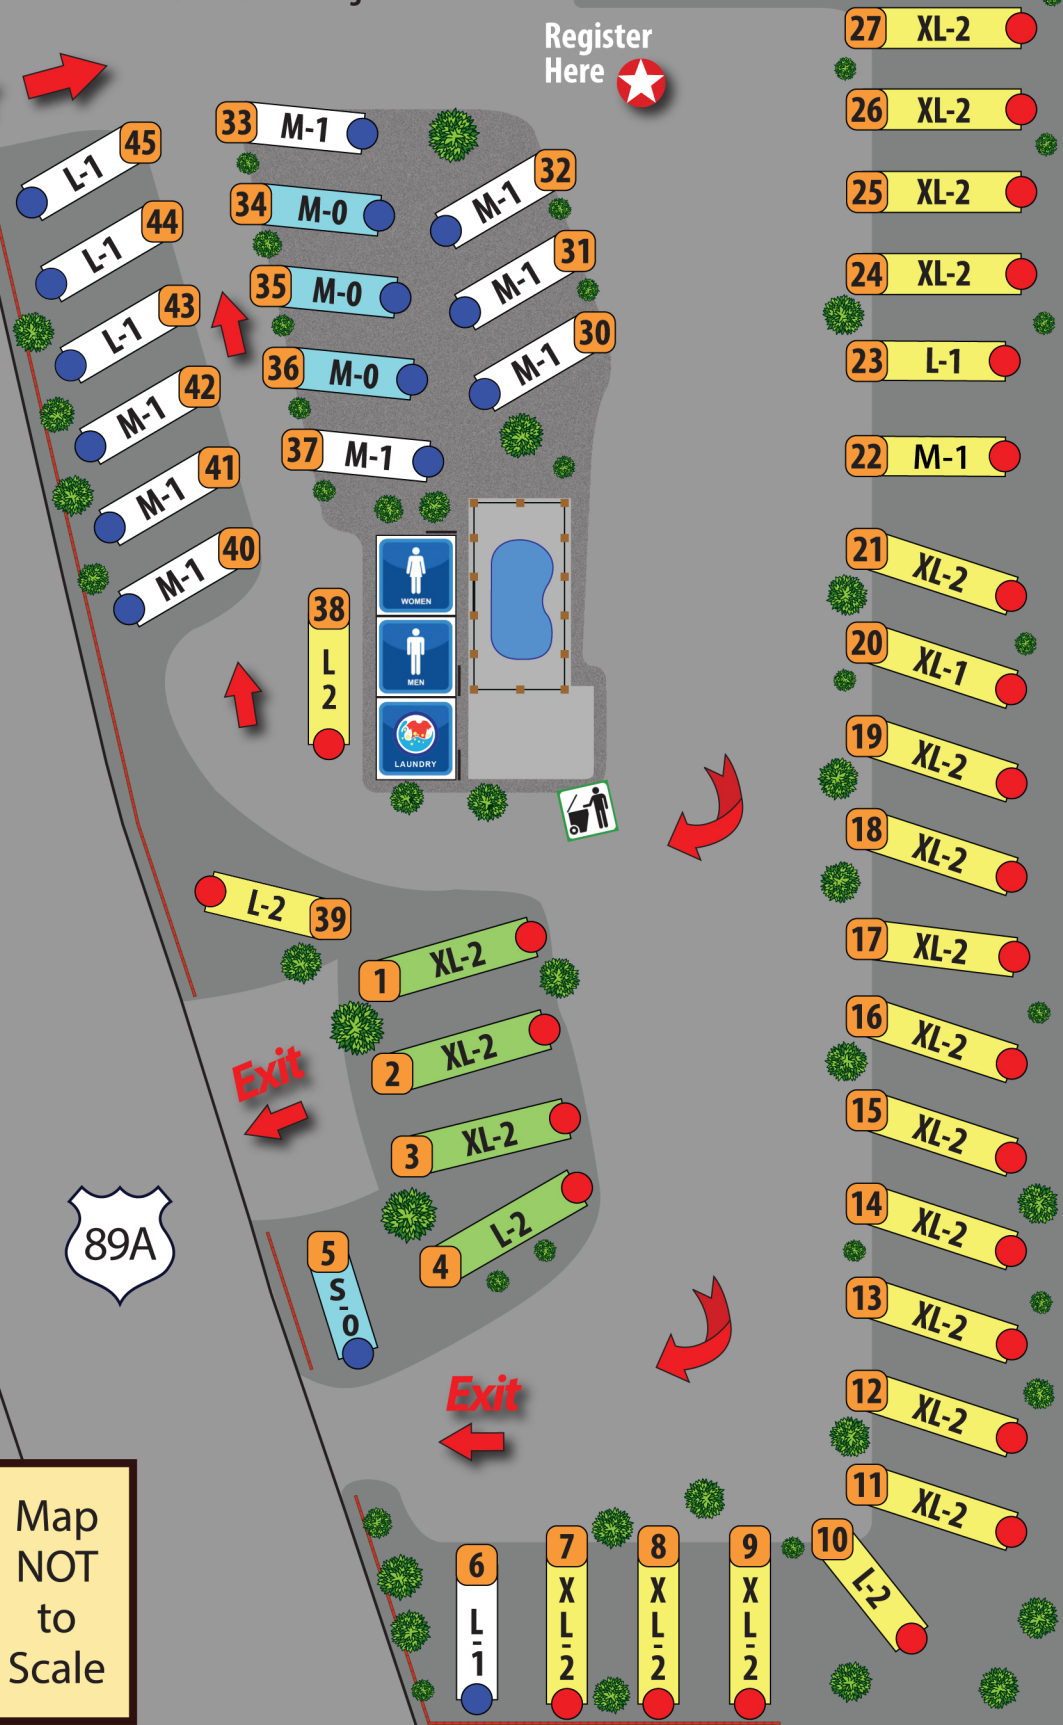 Register
Here
27 XL-2
26 XL-2
25 XL-2
24 XL-2
23 L-1
22 M-1
21 XL-2
20 XL-1
19 XL-2
18 XL-2
17 XL-2
16 XL-2
15 XL-2
14 XL-2
13 XL-2
12 XL-2
11 XL-2
10 L-2
45 L-1
44 L-1
43 L-1
42 M-1
41 M-1
40 M-1
33 M-1
34 M-0
35 M-0
36 M-0
37 M-1
32 M-1
31 M-1
30 M-1
38 L 2
WOMEN
MEN
LAUNDRY
39 L-2
1 XL-2
2 XL-2
3 XL-2
4 L-2
Exit
89A
5 S-0
Exit
6 L-1
7 XL-2
8 XL-2
9 XL-2
Map
NOT
to
Scale